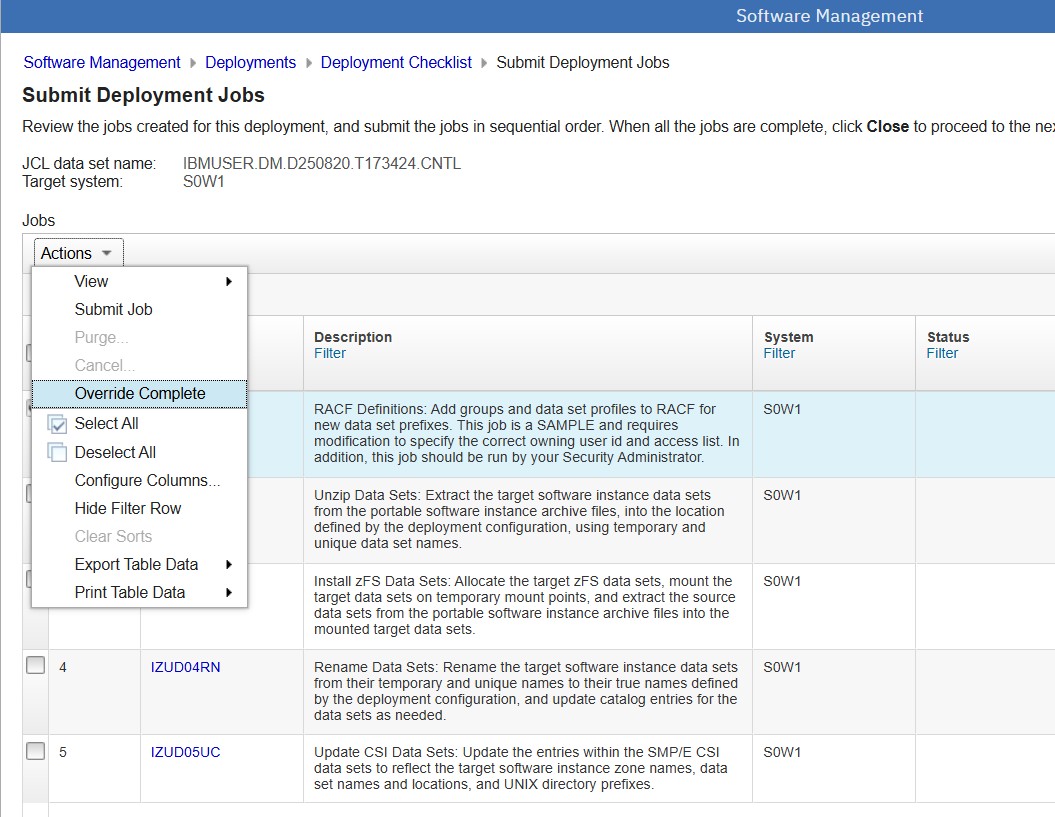 Software Management
Software Management Deployments Deployment Checklist Submit Deployment Jobs
Submit Deployment Jobs
Review the jobs created for this deployment, and submit the jobs in sequential order. When all the jobs are complete, click Close to proceed to the
JCL data set name: IBMUSER.DM.D250820.T173424.CNTL
Target system: S0W1
Jobs
Actions
View
Submit Job
Purge...
Cancel...
Override Complete
Select All
Deselect All
Configure Columns...
Hide Filter Row
Clear Sorts
Export Table Data
Print Table Data
Description System Status
Filter Filter Filter
RACF Definitions: Add groups and data set profiles to RACF for S0W1
new data set prefixes. This job is a SAMPLE and requires
modification to specify the correct owning user id and access list. In
addition, this job should be run by your Security Administrator.
Unzip Data Sets: Extract the target software instance data sets S0W1
from the portable software instance archive files, into the location
defined by the deployment configuration, using temporary and
unique data set names.
Install zFS Data Sets: Allocate the target zFS data sets, mount the S0W1
target data sets on temporary mount points, and extract the source
data sets from the portable software instance archive files into the
mounted target data sets.
4 IZUD04RN Rename Data Sets: Rename the target software instance data sets S0W1
from their temporary and unique names to their true names defined
by the deployment configuration, and update catalog entries for the
data sets as needed.
5 IZUD05UC Update CSI Data Sets: Update the entries within the SMP/E CSI S0W1
data sets to reflect the target software instance zone names, data
set names and locations, and UNIX directory prefixes.